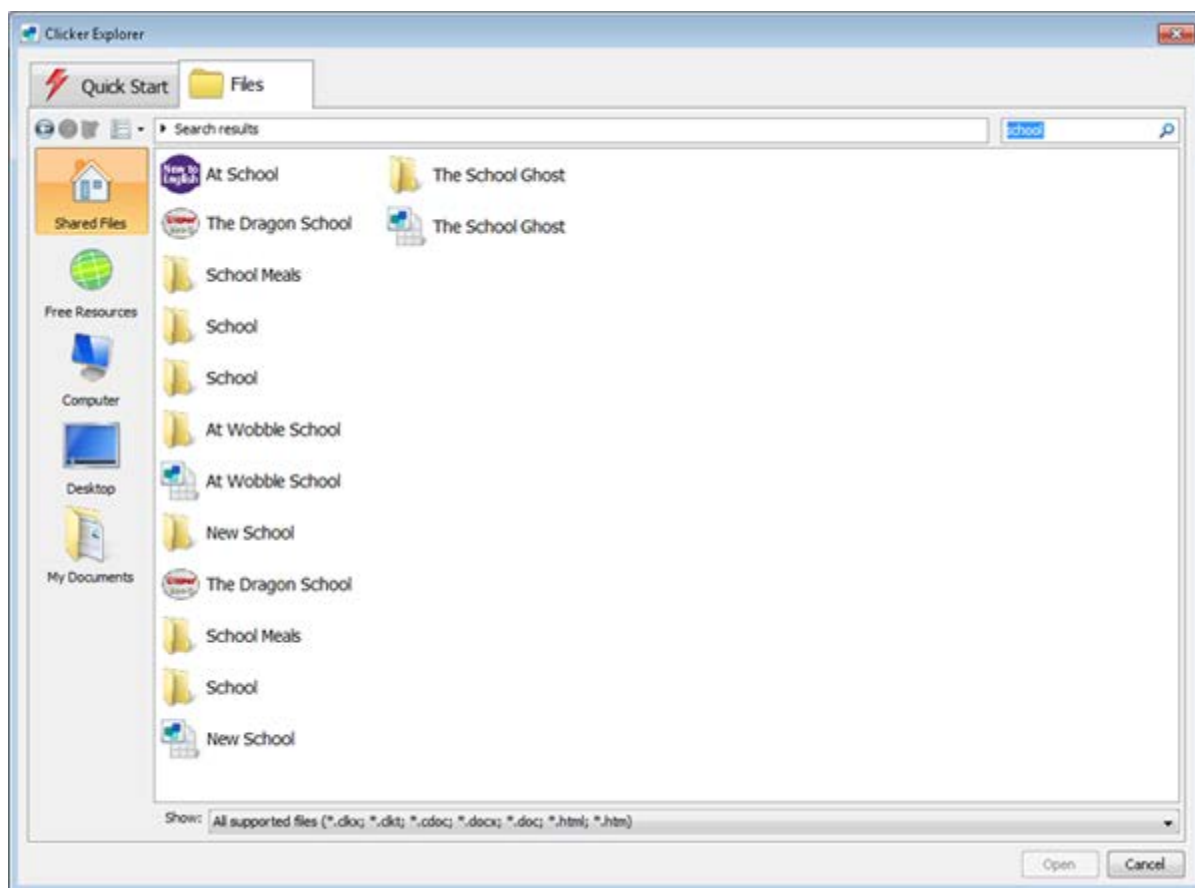 Clicker Explorer
Quick Start
Files
Search results
school
Shared Files
Free Resources
Computer
Desktop
My Documents
New to
English
At School
The Dragon School
School Meals
School
School
At Wobble School
At Wobble School
New School
The Dragon School
School Meals
School
New School
The School Ghost
The School Ghost
Show: All supported files (*.clkx; *.clkt; *.cdoc; *.docx; *.doc; *.html; *.htm)
Open
Cancel